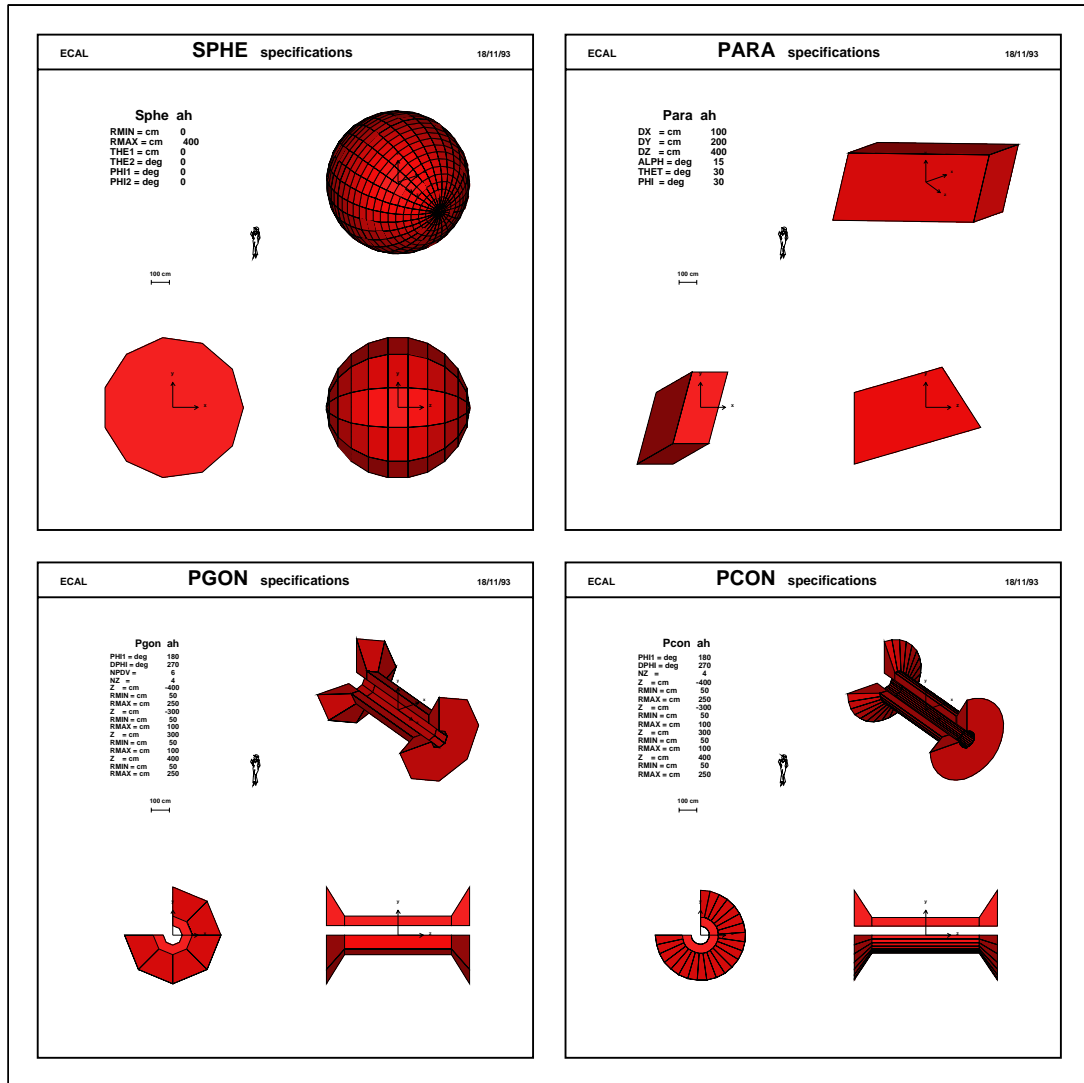 ECAL SPHE specifications 18/11/93
Sphe ah
RMIN = cm 0
RMAX = cm 400
THE1 = cm 0
THE2 = deg 0
PHI1 = deg 0
PHI2 = deg 0
100 cm
y
x
y
z
ECAL PARA specifications 18/11/93
Para ah
DX = cm 100
DY = cm 200
DZ = cm 400
ALPH = deg 15
THET = deg 30
PHI = deg 30
100 cm
y
x
y
z
ECAL PGON specifications 18/11/93
Pgon ah
PHI1 = deg 180
DPHI = deg 270
NPDV = 6
NZ = 4
Z = cm -400
RMIN = cm 50
RMAX = cm 250
Z = cm -300
RMIN = cm 50
RMAX = cm 100
Z = cm 300
RMIN = cm 50
RMAX = cm 100
Z = cm 400
RMIN = cm 50
RMAX = cm 250
100 cm
y
y
z
ECAL PCON specifications 18/11/93
Pcon ah
PHI1 = deg 180
DPHI = deg 270
NZ = 4
Z = cm -400
RMIN = cm 50
RMAX = cm 250
Z = cm -300
RMIN = cm 50
RMAX = cm 100
Z = cm 300
RMIN = cm 50
RMAX = cm 100
Z = cm 400
RMIN = cm 50
RMAX = cm 250
100 cm
y
y
z